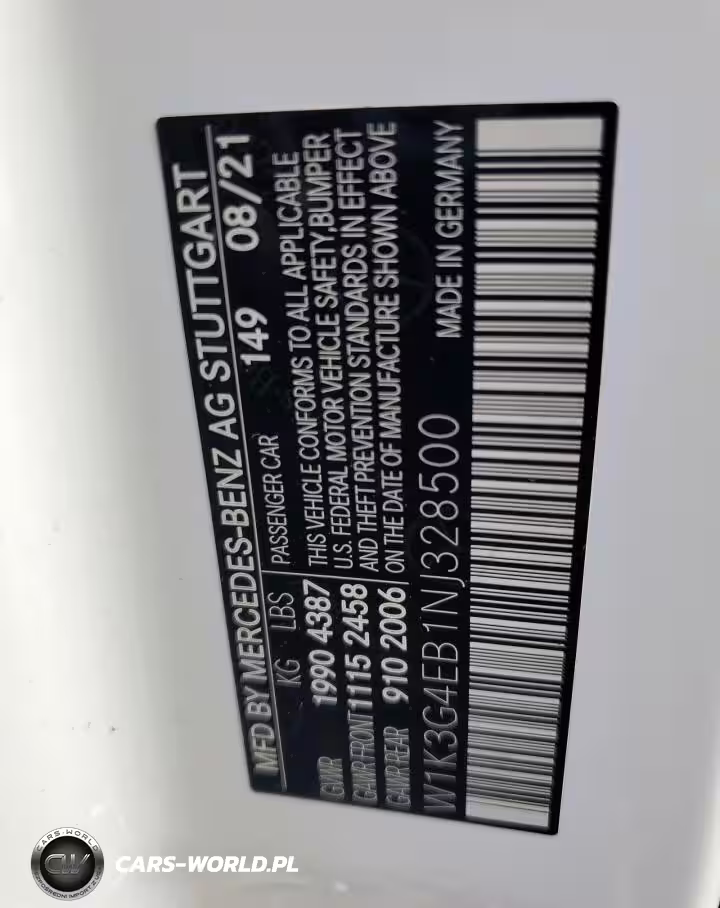 MFD BY MERCEDES-BENZ AG STUTTGART
149 08/21
KG LBS PASSENGER CAR
GVWR 1990 4387 THIS VEHICLE CONFORMS TO ALL APPLICABLE
U.S. FEDERAL MOTOR VEHICLE SAFETY,BUMPER
GAWR FRONT 1115 2458 AND THEFT PREVENTION STANDARDS IN EFFECT
GAWR REAR 910 2006 ON THE DATE OF MANUFACTURE SHOWN ABOVE
W1K3G4EB1NJ328500 MADE IN GERMANY
CARS-WORLD
CW
BEZPOŚREDNI IMPORT Z USA
CARS-WORLD.PL